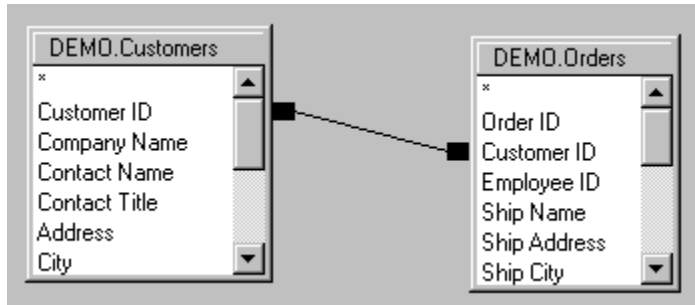 DEMO.Customers
*
Customer ID
Company Name
Contact Name
Contact Title
Address
City
DEMO.Orders
*
Order ID
Customer ID
Employee ID
Ship Name
Ship Address
Ship City